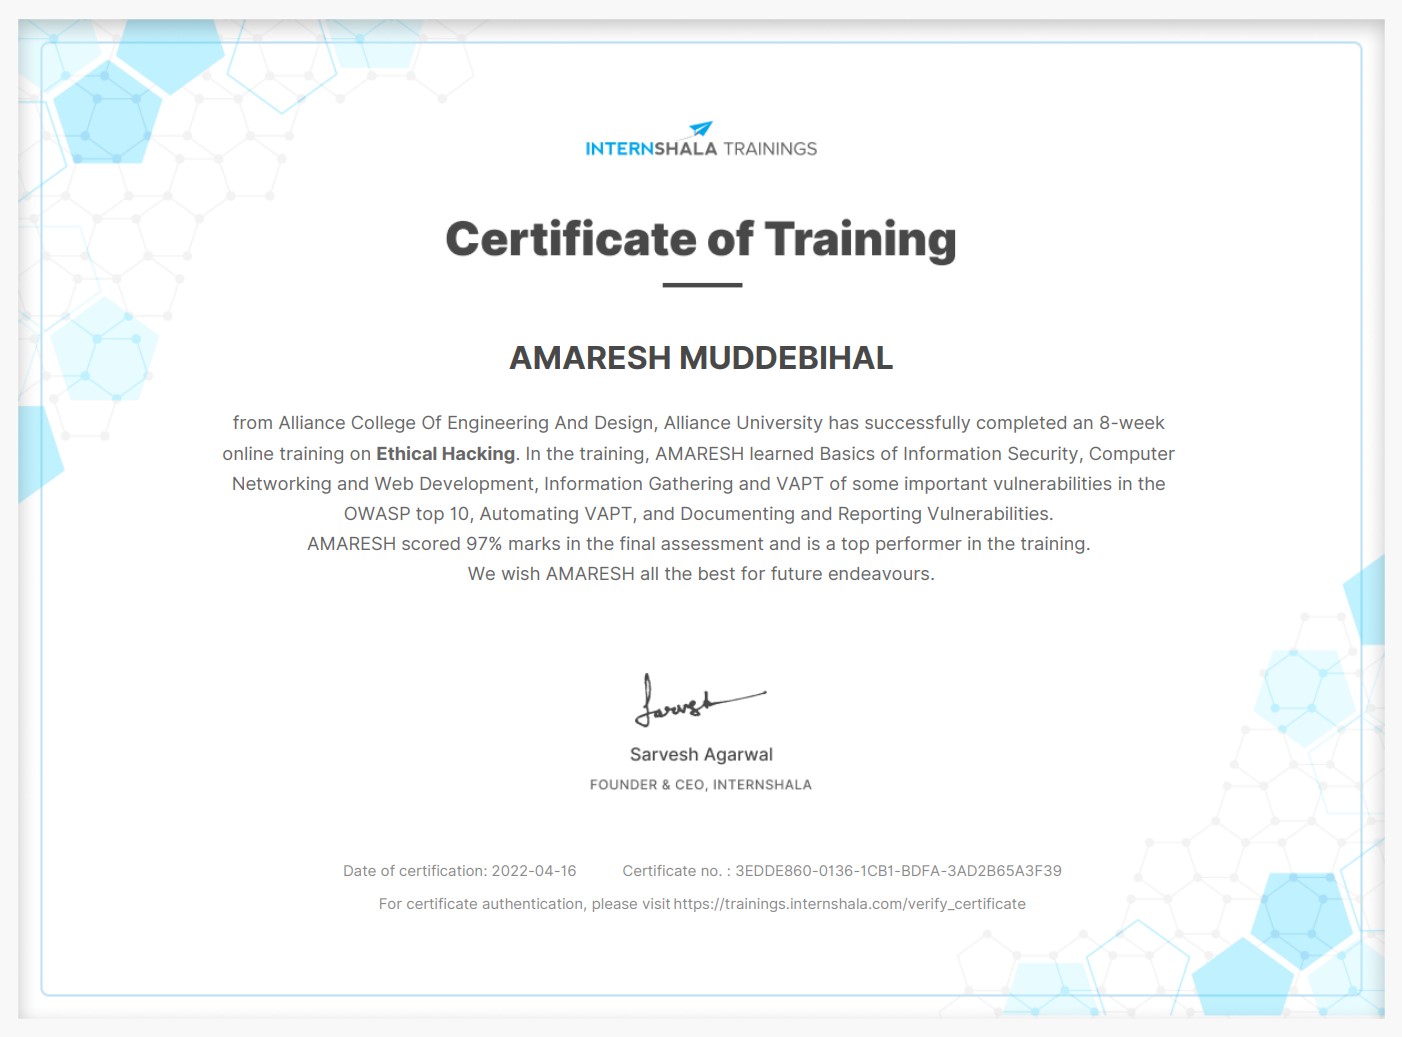 INTERNSHALA TRAININGS
Certificate of Training
AMARESH MUDDEBIHAL
from Alliance College Of Engineering And Design, Alliance University has successfully completed an 8-week
online training on Ethical Hacking. In the training, AMARESH learned Basics of Information Security, Computer
Networking and Web Development, Information Gathering and VAPT of some important vulnerabilities in the
OWASP top 10, Automating VAPT, and Documenting and Reporting Vulnerabilities.
AMARESH scored 97% marks in the final assessment and is a top performer in the training.
We wish AMARESH all the best for future endeavours.
Sarvesh
Sarvesh Agarwal
FOUNDER & CEO, INTERNSHALA
Date of certification: 2022-04-16 Certificate no. : 3EDDE860-0136-1CB1-BDFA-3AD2B65A3F39
For certificate authentication, please visit https://trainings.internshala.com/verify_certificate